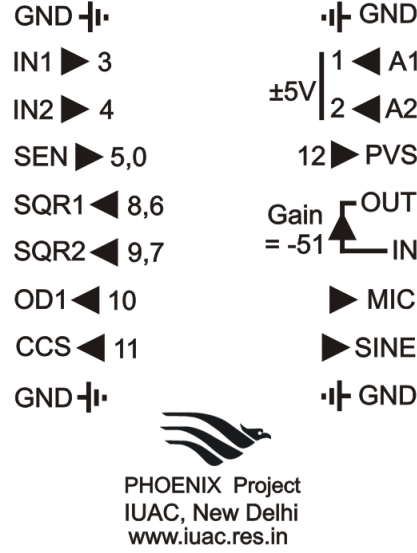 GND
IN1 3
IN2 4
SEN 5,0
SQR1 8,6
SQR2 9,7
OD1 10
CCS 11
GND
GND
1 A1
±5V
2 A2
12 PVS
OUT
Gain
= -51
IN
MIC
SINE
GND
PHOENIX Project
IUAC, New Delhi
www.iuac.res.in